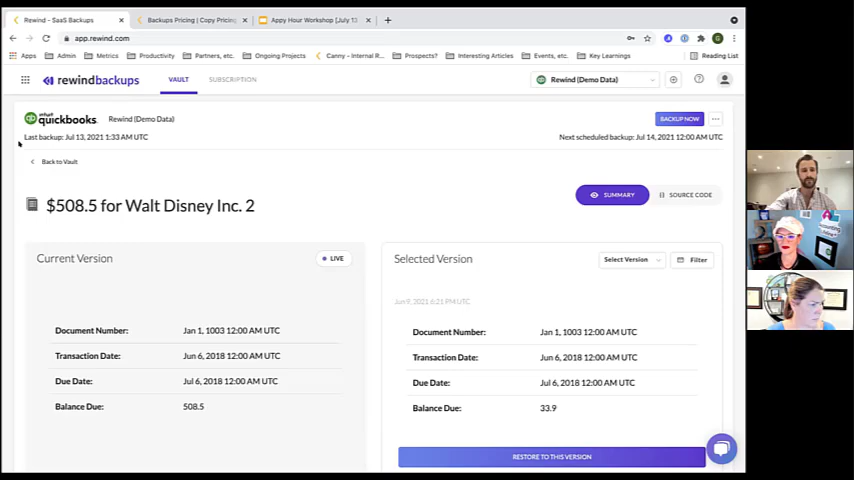 Rewind - SaaS Backups
Backups Pricing | Copy Pricing
Appy Hour Workshop [July 13
app.rewind.com
Apps
Admin
Metrics
Productivity
Partners, etc.
Ongoing Projects
Canny - Internal R...
Prospects?
Interesting Articles
Events, etc.
Key Learnings
Reading List
rewindbackups
VAULT
SUBSCRIPTION
Rewind (Demo Data)
intuit
quickbooks.
Rewind (Demo Data)
BACKUP NOW
Last backup: Jul 13, 2021 1:33 AM UTC
Next scheduled backup: Jul 14, 2021 12:00 AM UTC
Back to Vault
$508.5 for Walt Disney Inc. 2
SUMMARY
SOURCE CODE
Current Version
LIVE
Document Number: Jan 1, 1003 12:00 AM UTC
Transaction Date: Jun 6, 2018 12:00 AM UTC
Due Date: Jul 6, 2018 12:00 AM UTC
Balance Due: 508.5
Selected Version
Select Version
Filter
Jun 9, 2021 6:21 PM UTC
Document Number: Jan 1, 1003 12:00 AM UTC
Transaction Date: Jun 6, 2018 12:00 AM UTC
Due Date: Jul 6, 2018 12:00 AM UTC
Balance Due: 33.9
RESTORE TO THIS VERSION